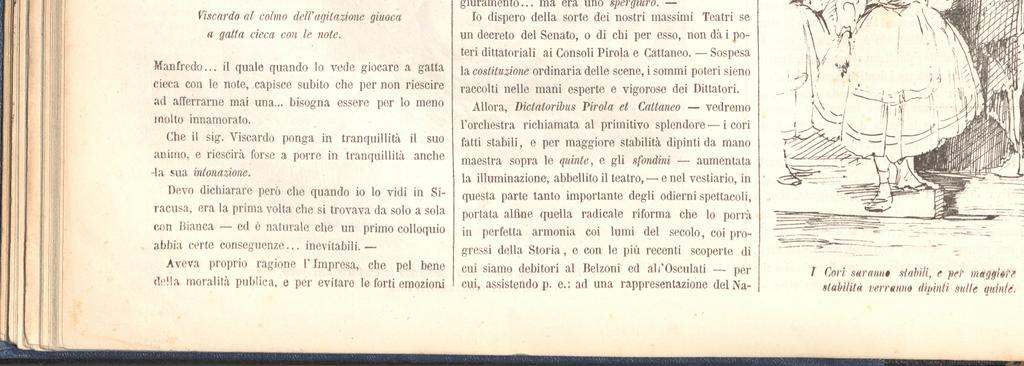 Viscardo al colmo dell'agitazione giuoca
a gatta cieca con le note.
Manfredo... il quale quando lo vede giocare a gatta
cieca con le note, capisce subito che per non riescire
ad afferrarne mai una... bisogna essere per lo meno
molto innamorato.
Che il sig. Viscardo ponga in tranquillità il suo
animo, e riescirà forse a porre in tranquillità anche
la sua intonazione.
Devo dichiarare però che quando io lo vidi in Si-
racusa, era la prima volta che si trovava da solo a sola
con Bianca — ed è naturale che un primo colloquio
abbia certe conseguenze... inevitabili. —
Aveva proprio ragione l'Impresa, che pel bene
della moralità publica, e per evitare le forti emozioni
giuramento... ma era uno spergiuro. —
Io dispero della sorte dei nostri massimi Teatri se
un decreto del Senato, o di chi per esso, non dà i po-
teri dittatoriali ai Consoli Pirola e Cattaneo. — Sospesa
la costituzione ordinaria delle scene, i sommi poteri sieno
raccolti nelle mani esperte e vigorose dei Dittatori.
Allora, Dictatoribus Pirola et Cattaneo — vedremo
l'orchestra richiamata al primitivo splendore — i cori
fatti stabili, e per maggiore stabilità dipinti da mano
maestra sopra le quinte, e gli sfondini — aumentata
la illuminazione, abbellito il teatro, — e nel vestiario, in
questa parte tanto importante degli odierni spettacoli,
portata alfine quella radicale riforma che lo porrà
in perfetta armonia coi lumi del secolo, coi pro-
gressi della Storia, e con le più recenti scoperte di
cui siamo debitori al Belzoni ed all'Osculati — per
cui, assistendo p. e.: ad una rappresentazione del Na-
I Cori saranno stabili, e per maggiore
stabilità verranno dipinti sulle quinte.